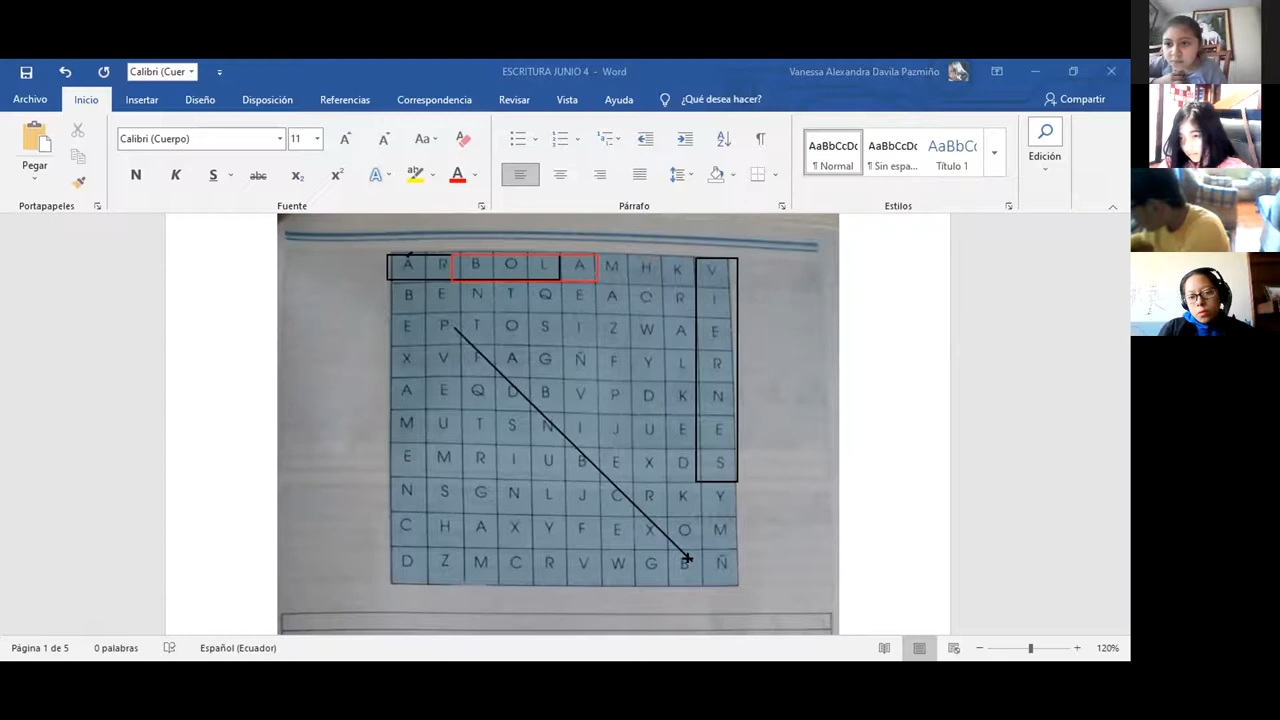 Calibri (Cuer
ESCRITURA JUNIO 4 - Word
Vanessa Alexandra Davila Pazmiño
Archivo Inicio Insertar Diseño Disposición Referencias Correspondencia Revisar Vista Ayuda ¿Qué desea hacer? Compartir
Pegar
Calibri (Cuerpo) 11 A A Aa A
N K S abc x₂ x² A ab A
AaBbCcDc AaBbCcDc AaBbCc
¶ Normal ¶ Sin espa... Título 1
Edición
Portapapeles Fuente Párrafo Estilos
Á R B O L A M H K V
B E N T Q E A O R I
E P T O S I Z W A E
X V F A G Ñ F Y L R
A E Q D B V P D K N
M U T S N I J U E E
E M R I U B E X D S
N S G N L J C R K Y
C H A X Y F E X O M
D Z M C R V W G B Ñ
Página 1 de 5 0 palabras Español (Ecuador) 120%